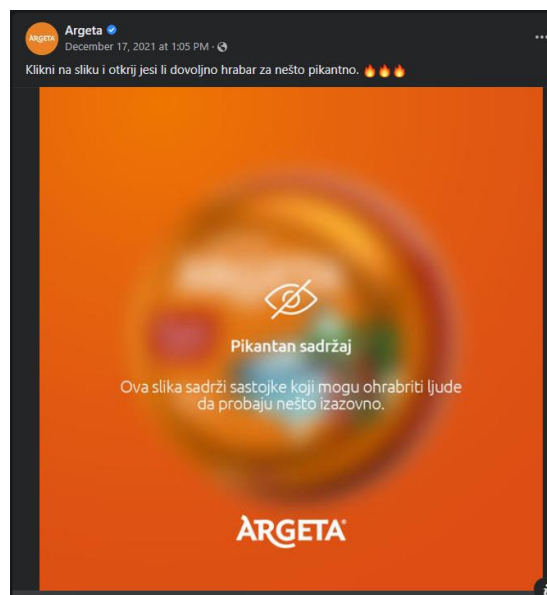 Argeta
December 17, 2021 at 1:05 PM ·
Klikni na sliku i otkrij jesi li dovoljno hrabar za nešto pikantno. 🔥🔥🔥
ARGETA
Pikantan sadržaj
Ova slika sadrži sastojke koji mogu ohrabriti ljude
da probaju nešto izazovno.
ARGETA